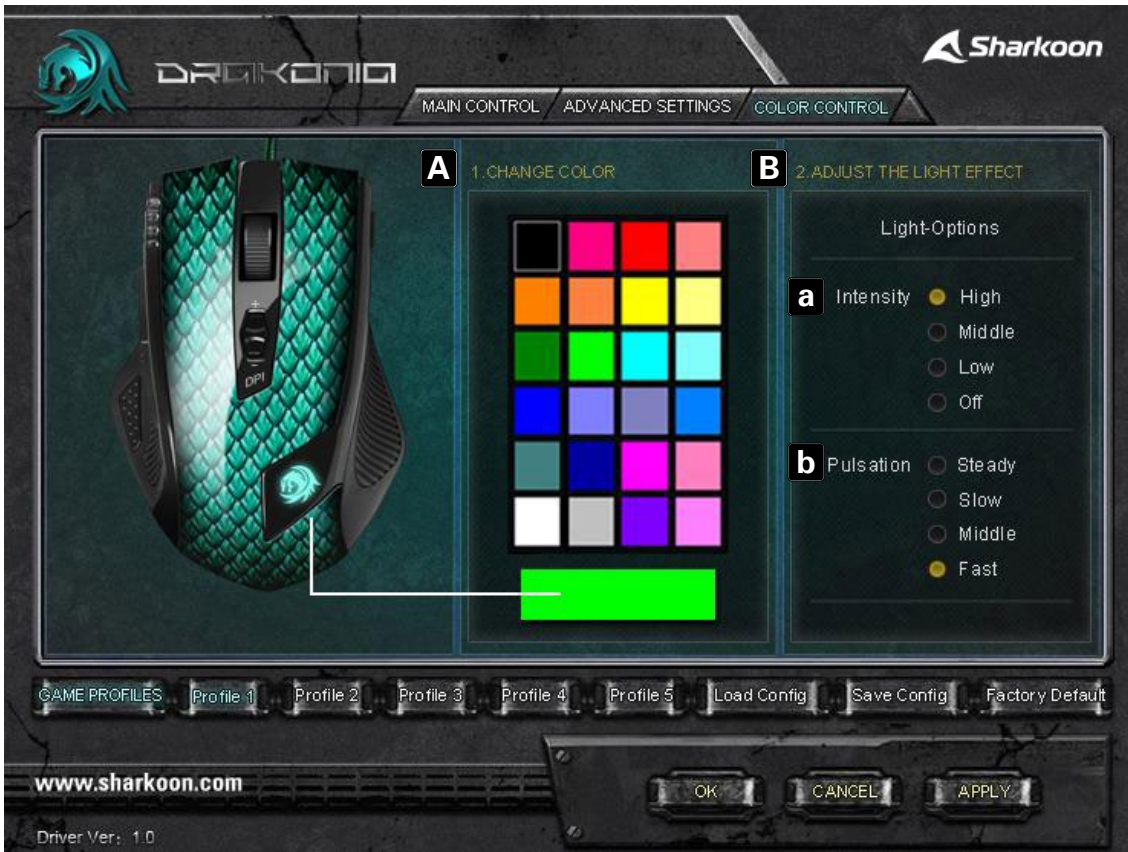 DRAKONIA
Sharkoon
MAIN CONTROL
ADVANCED SETTINGS
COLOR CONTROL
A
1.CHANGE COLOR
B
2.ADJUST THE LIGHT EFFECT
Light-Options
a Intensity High
Middle
Low
Off
b Pulsation Steady
Slow
Middle
Fast
+
DPI
GAME PROFILES
Profile 1
Profile 2
Profile 3
Profile 4
Profile 5
Load Config
Save Config
Factory Default
www.sharkoon.com
OK
CANCEL
APPLY
Driver Ver: 1.0